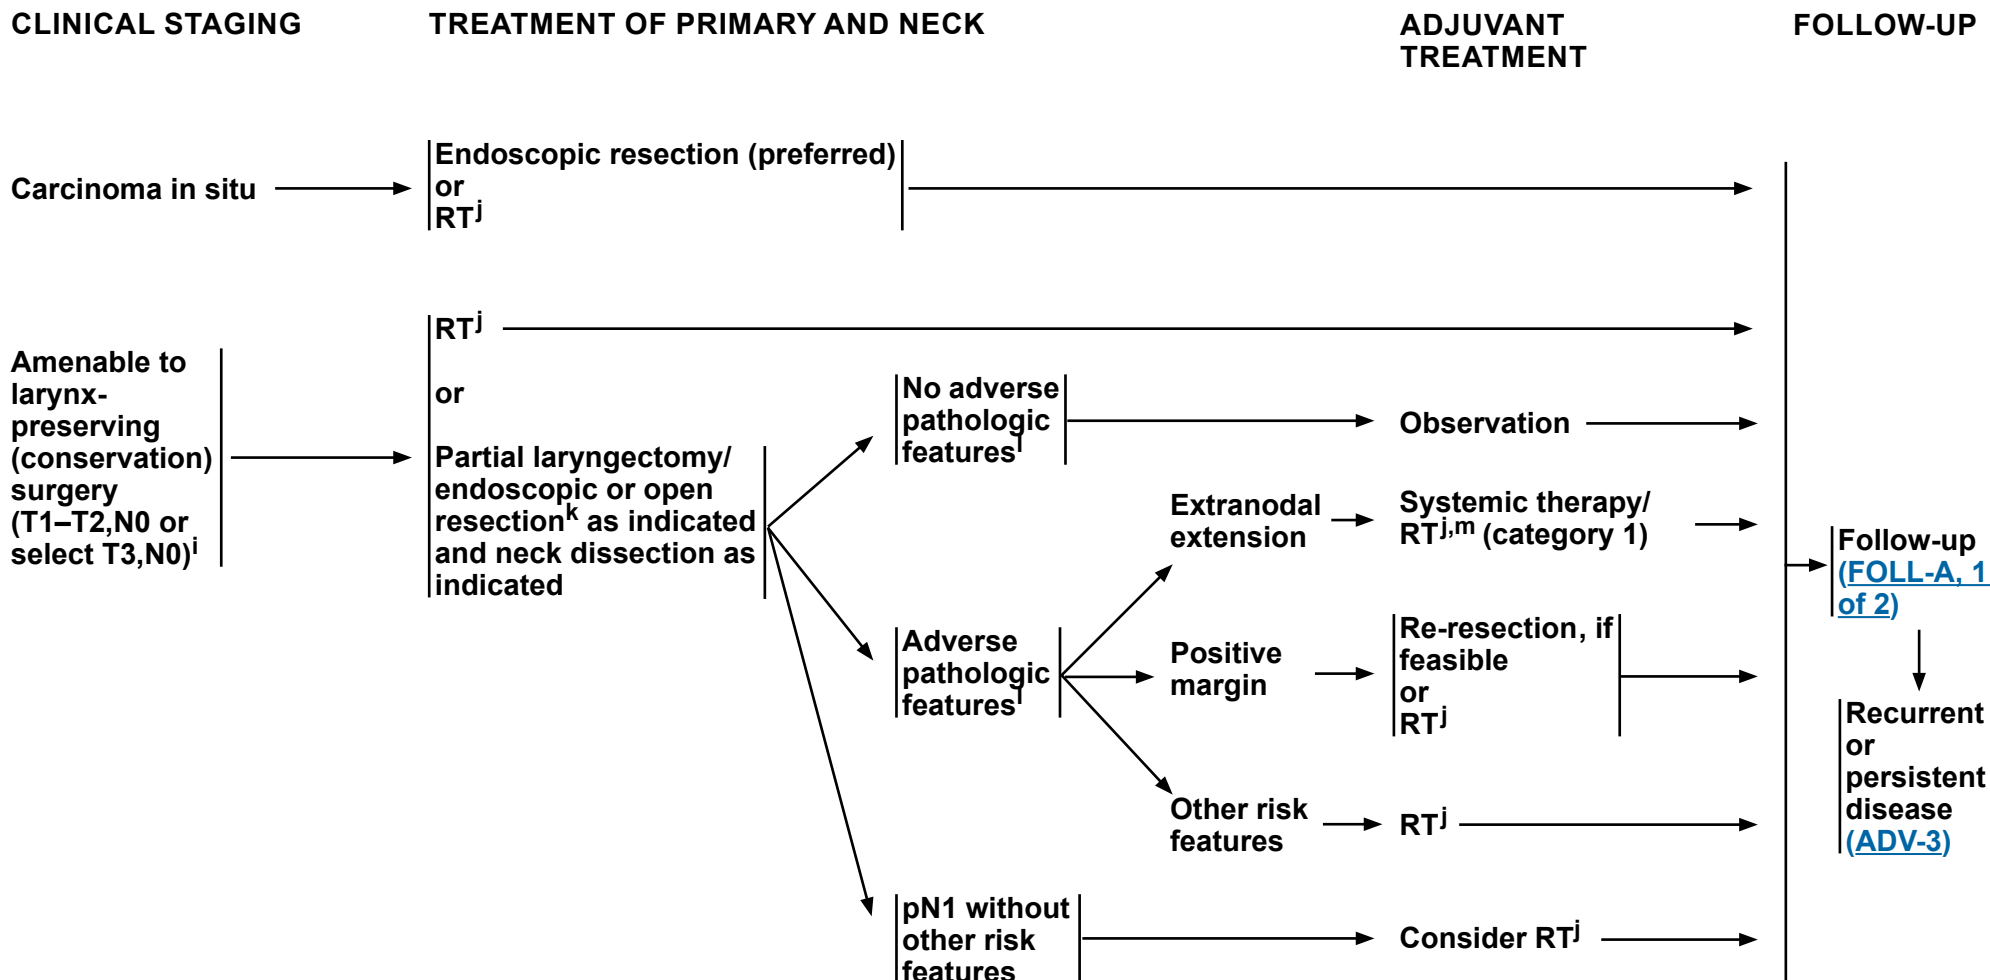 CLINICAL STAGING
TREATMENT OF PRIMARY AND NECK
ADJUVANT
TREATMENT
FOLLOW-UP
Carcinoma in situ
Endoscopic resection (preferred)
or
RTj
Amenable to
larynx-
preserving
(conservation)
surgery
(T1–T2,N0 or
select T3,N0)i
RTj
or
Partial laryngectomy/
endoscopic or open
resectionk as indicated
and neck dissection as
indicated
No adverse
pathologic
featuresl
Observation
Adverse
pathologic
featuresl
Extranodal
extension
Systemic therapy/
RTj,m (category 1)
Positive
margin
Re-resection, if
feasible
or
RTj
Other risk
features
RTj
pN1 without
other risk
features
Consider RTj
Follow-up
(FOLL-A, 1
of 2)
Recurrent
or
persistent
disease
(ADV-3)